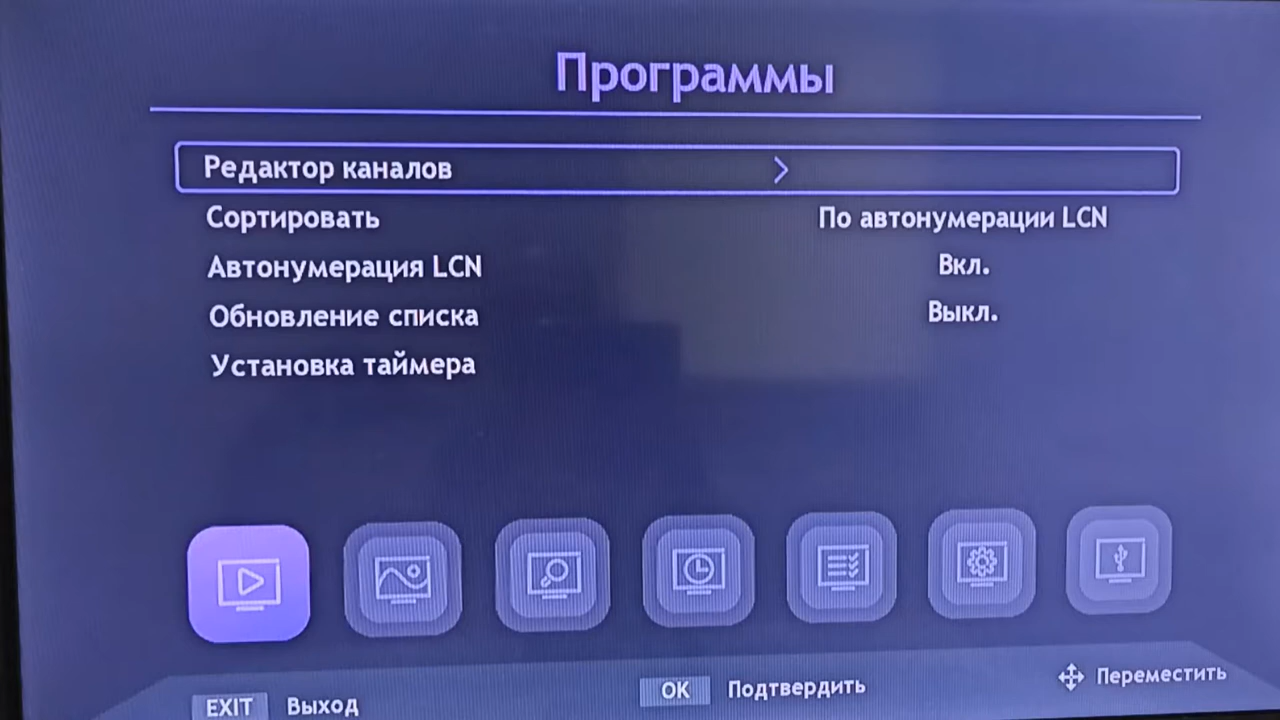 Программы
Редактор каналов
Сортировать По автонумерации LCN
Автонумерация LCN Вкл.
Обновление списка Выкл.
Установка таймера
EXIT Выход OK Подтвердить Переместить